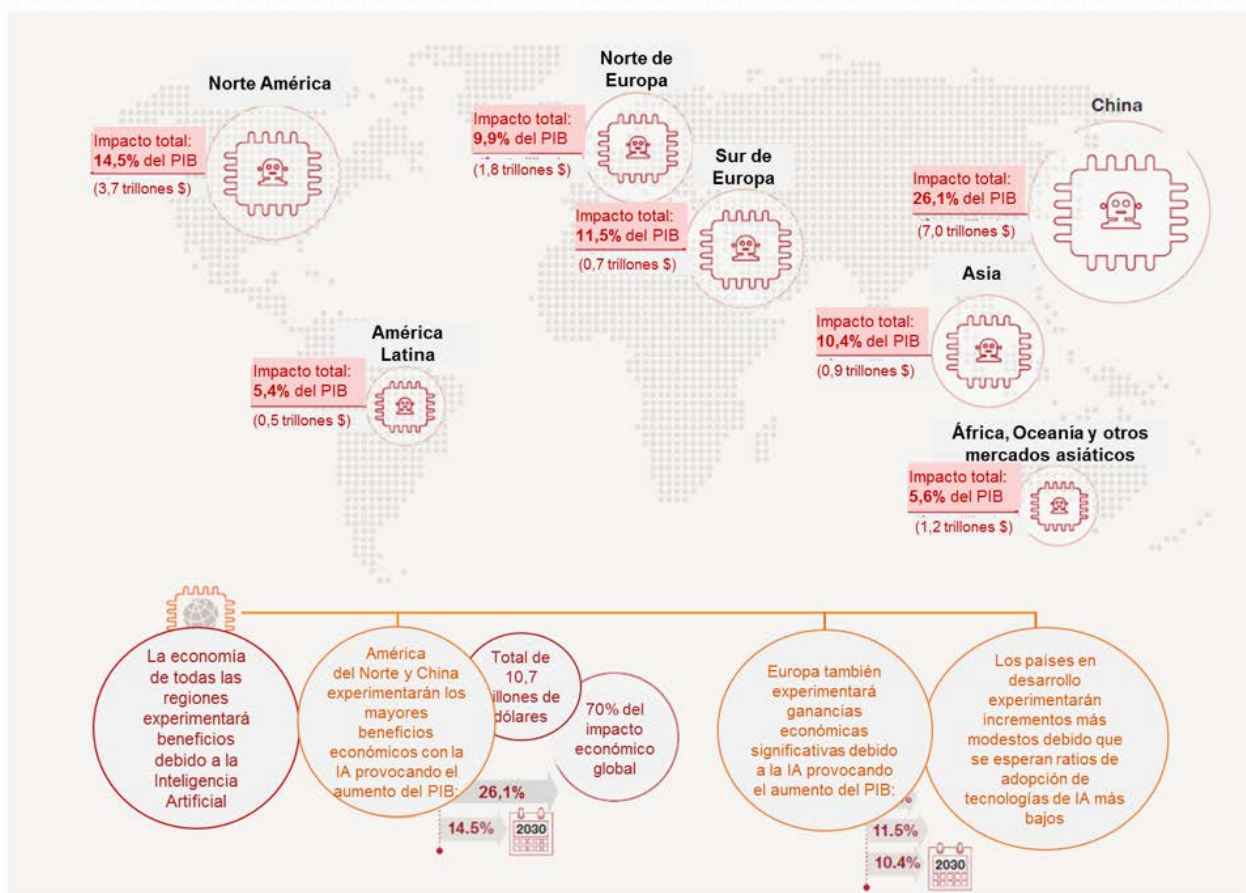 Norte América
Impacto total:
14,5% del PIB
(3,7 trillones $)
Norte de
Europa
Impacto total:
9,9% del PIB
(1,8 trillones $)
Sur de
Europa
Impacto total:
11,5% del PIB
(0,7 trillones $)
China
Impacto total:
26,1% del PIB
(7,0 trillones $)
Asia
Impacto total:
10,4% del PIB
(0,9 trillones $)
América
Latina
Impacto total:
5,4% del PIB
(0,5 trillones $)
África, Oceanía y otros
mercados asiáticos
Impacto total:
5,6% del PIB
(1,2 trillones $)
La economía
de todas las
regiones
experimentará
beneficios
debido a la
Inteligencia
Artificial
América
del Norte y China
experimentarán los
mayores
beneficios
económicos con la
IA provocando el
aumento del PIB:
Total de
10,7
illones de
dólares
70% del
impacto
económico
global
26,1%
14.5%
2030
Europa también
experimentará
ganancias
económicas
significativas debido
a la IA provocando
el aumento del PIB:
%
11.5%
10.4%
2030
Los países en
desarrollo
experimentarán
incrementos más
modestos debido que
se esperan ratios de
adopción de
tecnologías de IA más
bajos